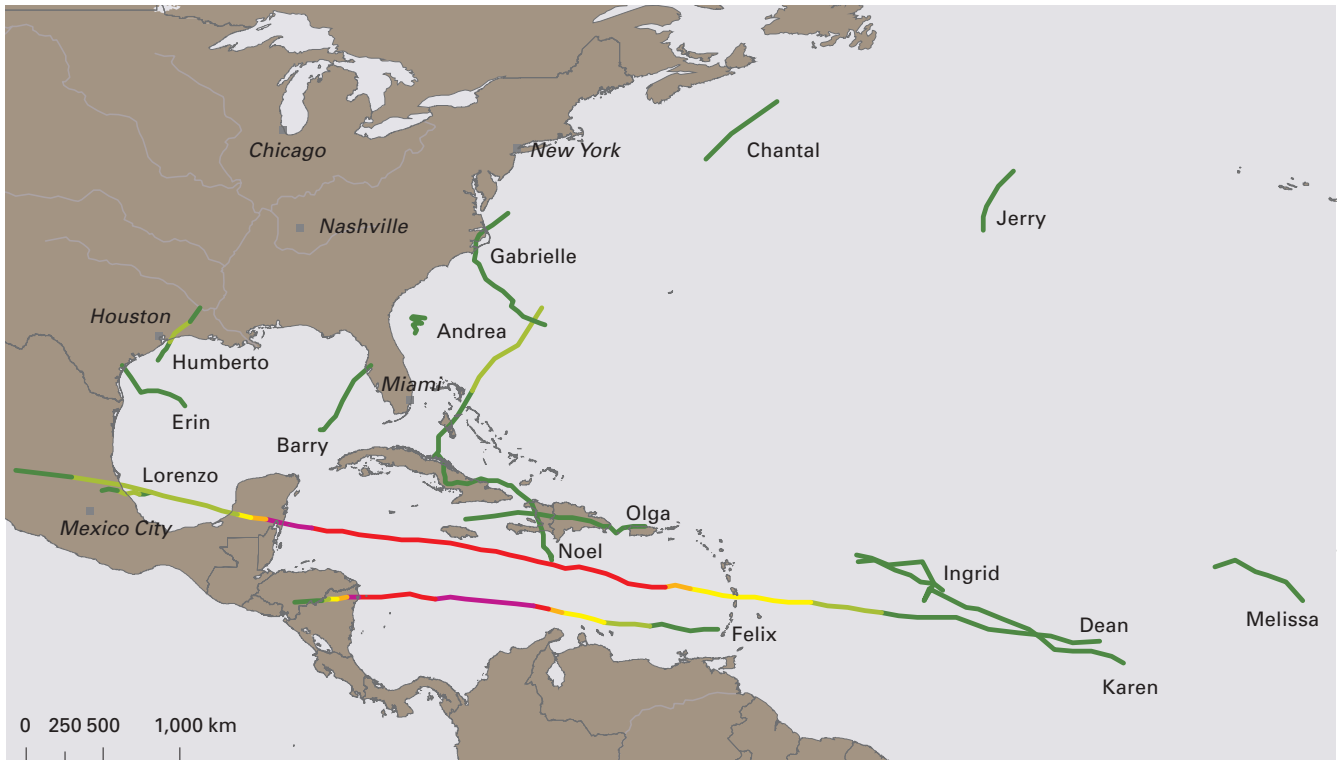 Chicago
New York
Chantal
Nashville
Jerry
Gabrielle
Houston
Andrea
Humberto
Miami
Erin
Barry
Lorenzo
Mexico City
Olga
Noel
Ingrid
Dean
Melissa
Felix
Karen
0 250 500 1,000 km